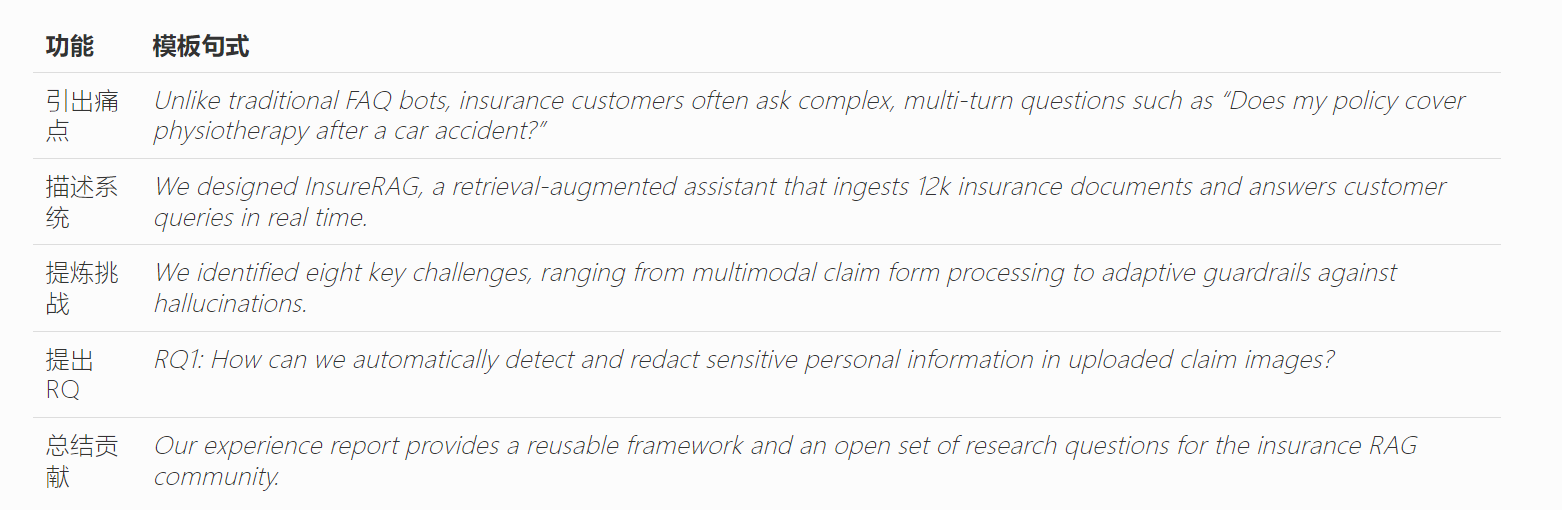 功能 模板句式
引出痛点 Unlike traditional FAQ bots, insurance customers often ask complex, multi-turn questions such as “Does my policy cover physiotherapy after a car accident?”
描述系统 We designed InsureRAG, a retrieval-augmented assistant that ingests 12k insurance documents and answers customer queries in real time.
提炼挑战 We identified eight key challenges, ranging from multimodal claim form processing to adaptive guardrails against hallucinations.
提出 RQ RQ1: How can we automatically detect and redact sensitive personal information in uploaded claim images?
总结贡献 Our experience report provides a reusable framework and an open set of research questions for the insurance RAG community.